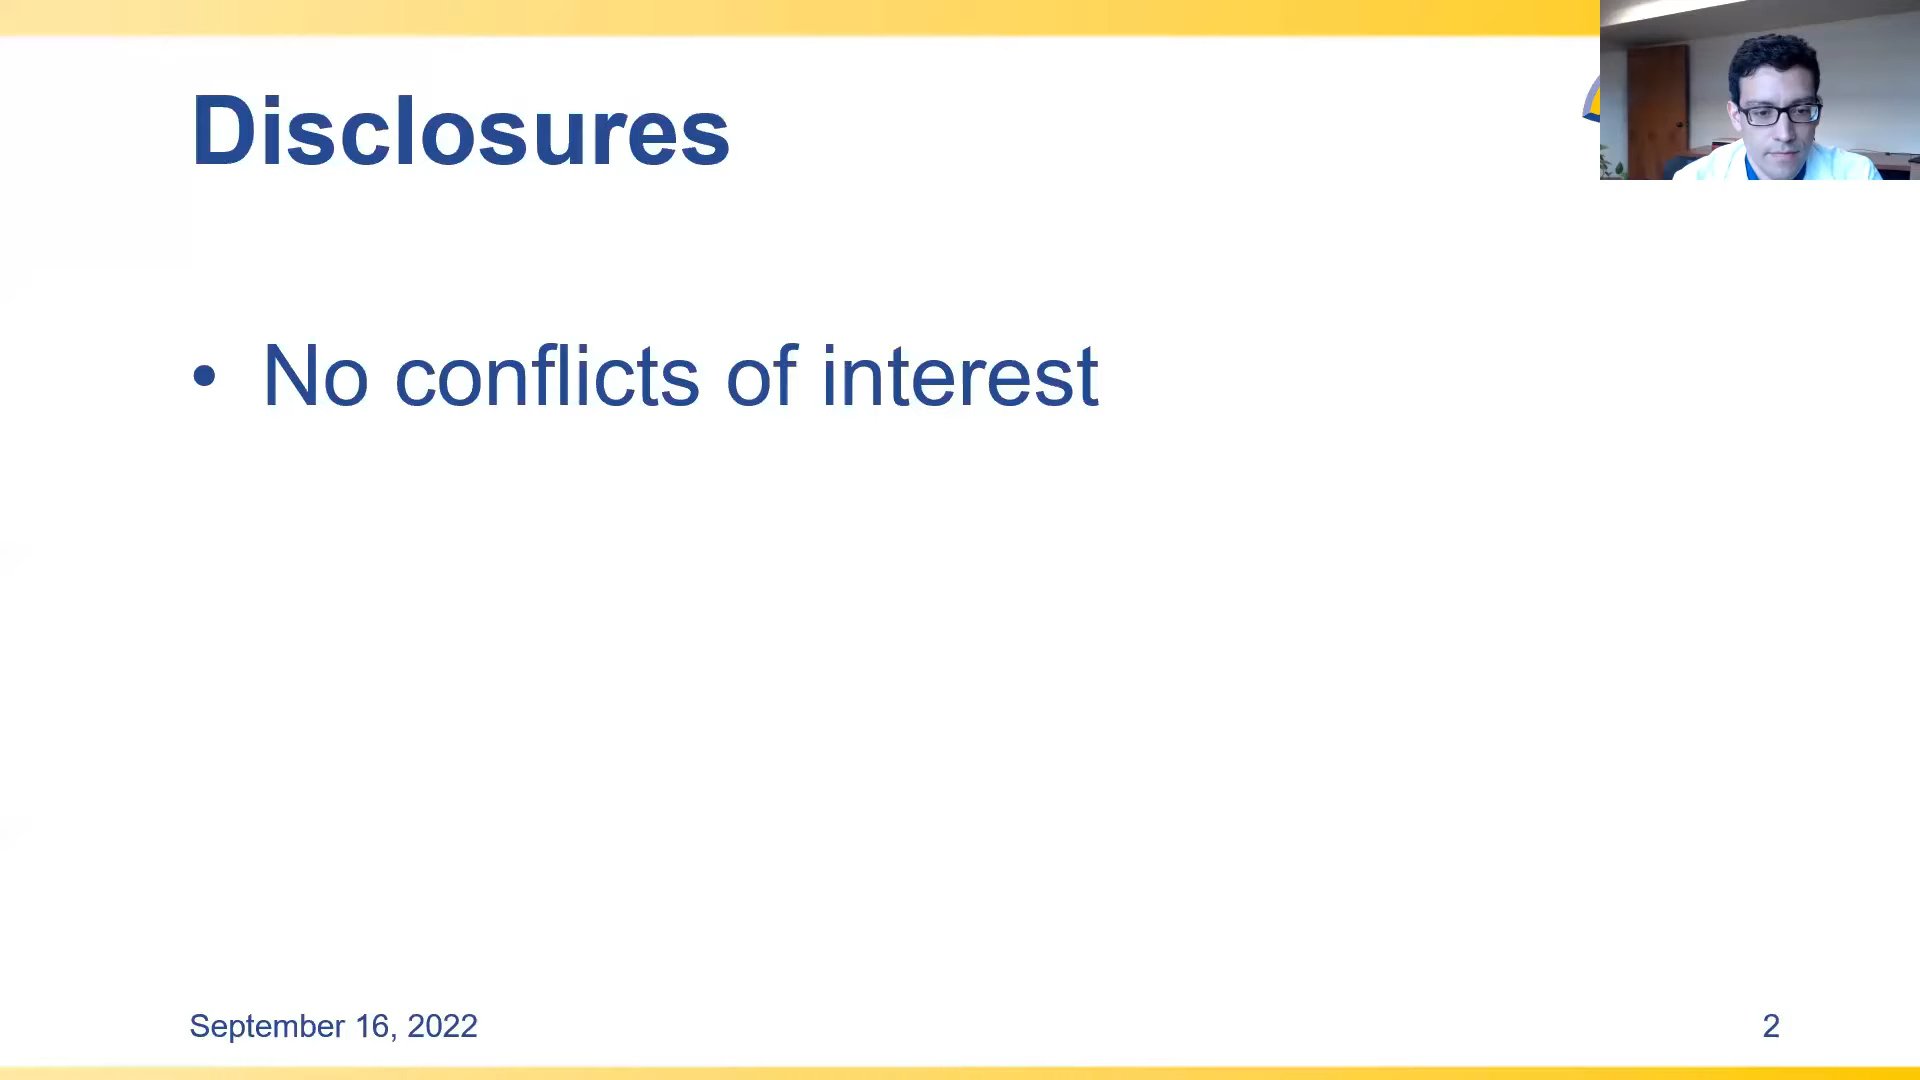 Disclosures
• No conflicts of interest
September 16, 2022
2